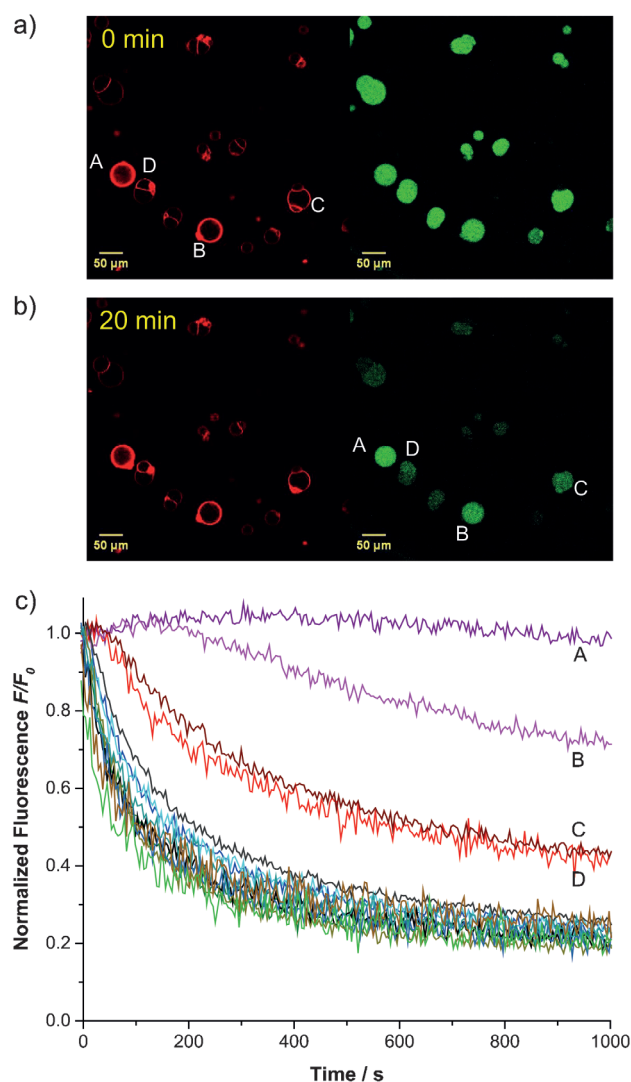 a)
0 min
A
D
C
B
50 µm
50 µm
b)
20 min
A
D
C
B
50 µm
50 µm
c)
Normalized Fluorescence F/F0
1.0
0.8
0.6
0.4
0.2
0.0
A
B
C
D
0
200
400
600
800
1000
Time / s